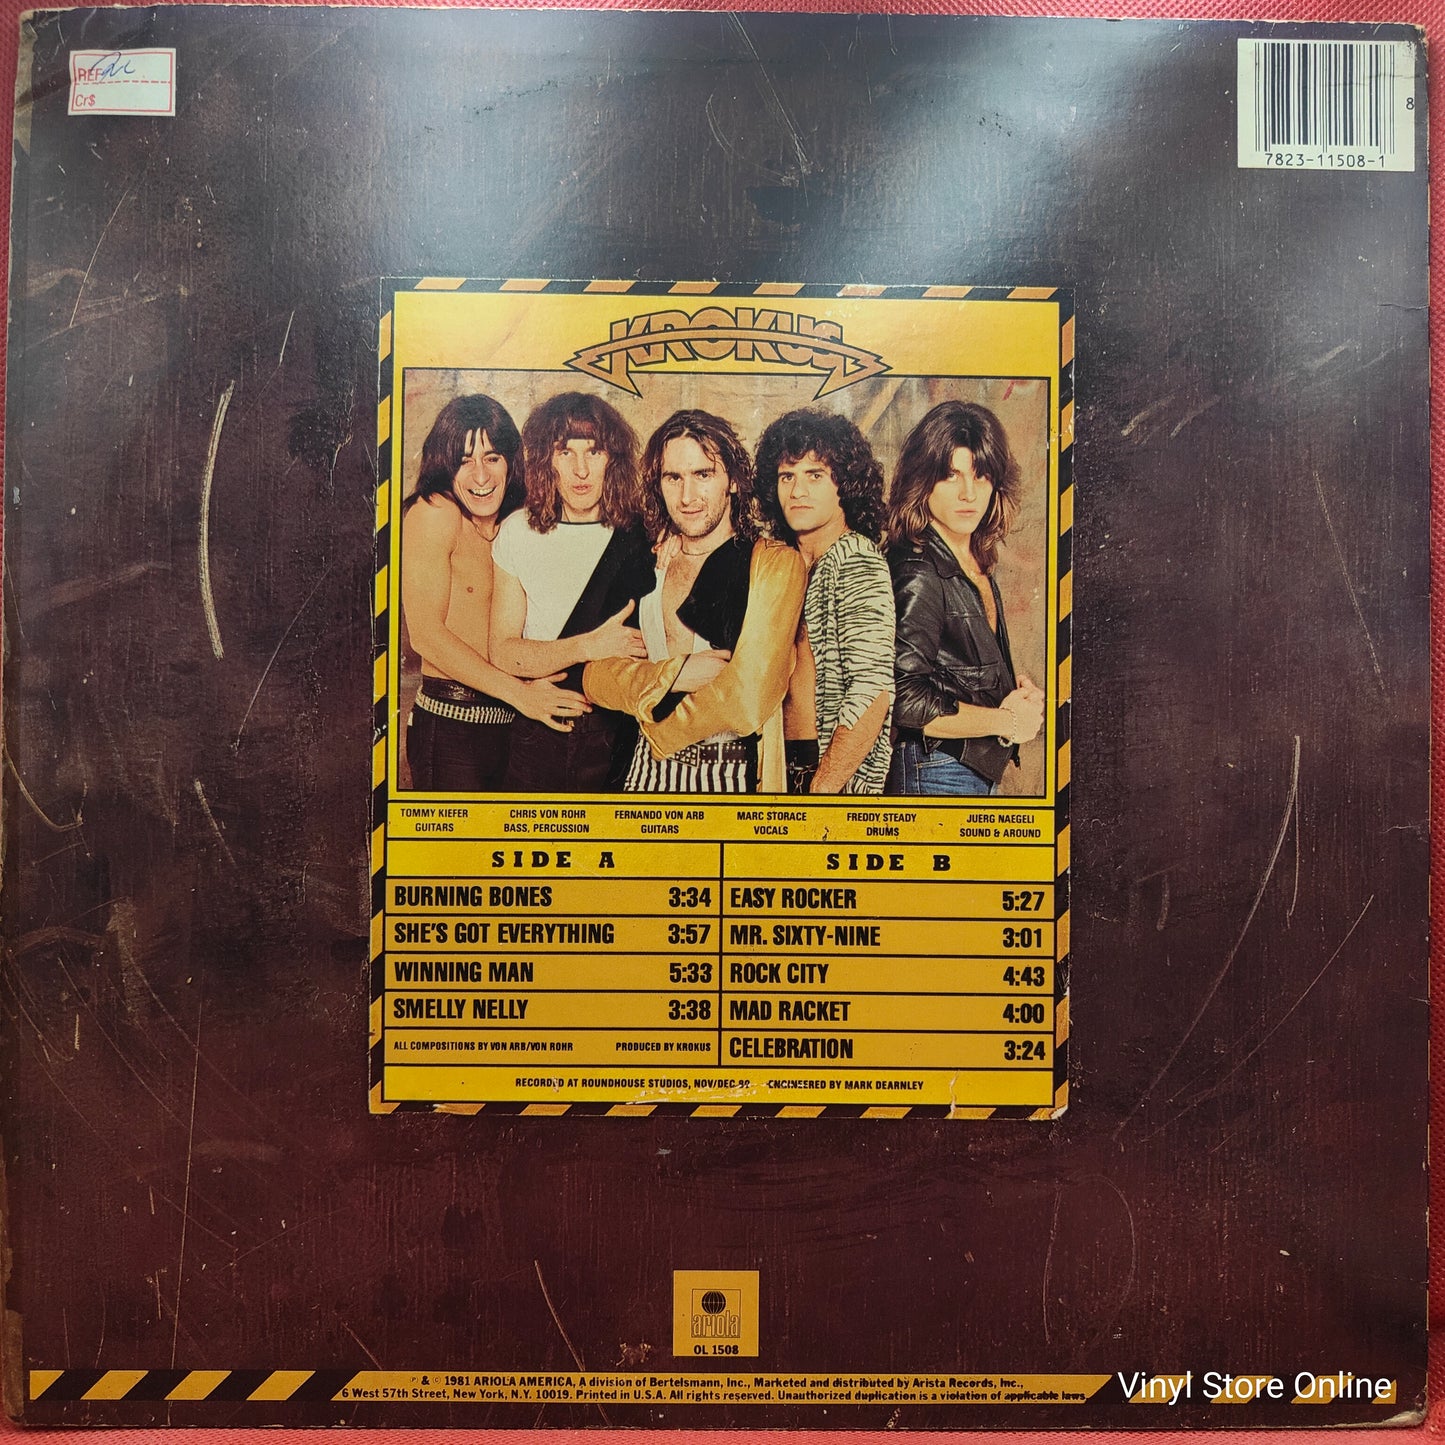 REF
Cr$
8
7823-11508-1
KROKUS
TOMMY KIEFER
GUITARS
CHRIS VON ROHR
BASS, PERCUSSION
FERNANDO VON ARB
GUITARS
MARC STORACE
VOCALS
FREDDY STEADY
DRUMS
JUERG NAEGELI
SOUND & AROUND
SIDE A
BURNING BONES 3:34
SHE'S GOT EVERYTHING 3:57
WINNING MAN 5:33
SMELLY NELLY 3:38
ALL COMPOSITIONS BY VON ARB/VON ROHR PRODUCED BY KROKUS
SIDE B
EASY ROCKER 5:27
MR. SIXTY-NINE 3:01
ROCK CITY 4:43
MAD RACKET 4:00
CELEBRATION 3:24
RECORDED AT ROUNDHOUSE STUDIOS, NOV/DEC ENGINEERED BY MARK DEARNLEY
ariola
OL 1508
℗ & © 1981 ARIOLA AMERICA, A division of Bertelsmann, Inc., Marketed and distributed by Arista Records, Inc.,
6 West 57th Street, New York, N.Y. 10019. Printed in U.S.A. All rights reserved. Unauthorized duplication is a violation of applicable laws.
Vinyl Store Online